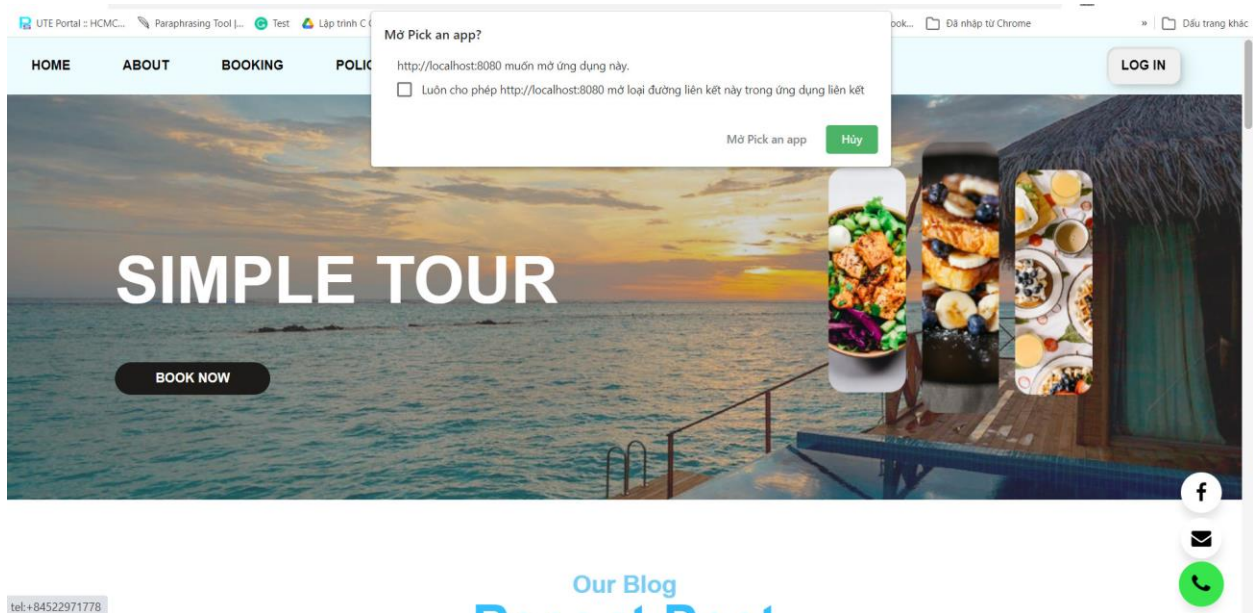 UTE Portal :: HCMC...
Paraphrasing Tool |...
Test
Lập trình C
Đã nhập từ Chrome
»
Dấu trang khác
Mở Pick an app?
http://localhost:8080 muốn mở ứng dụng này.
Luôn cho phép http://localhost:8080 mở loại đường liên kết này trong ứng dụng liên kết
Mở Pick an app
Hủy
HOME
ABOUT
BOOKING
LOG IN
SIMPLE TOUR
BOOK NOW
Our Blog
tel:+84522971778